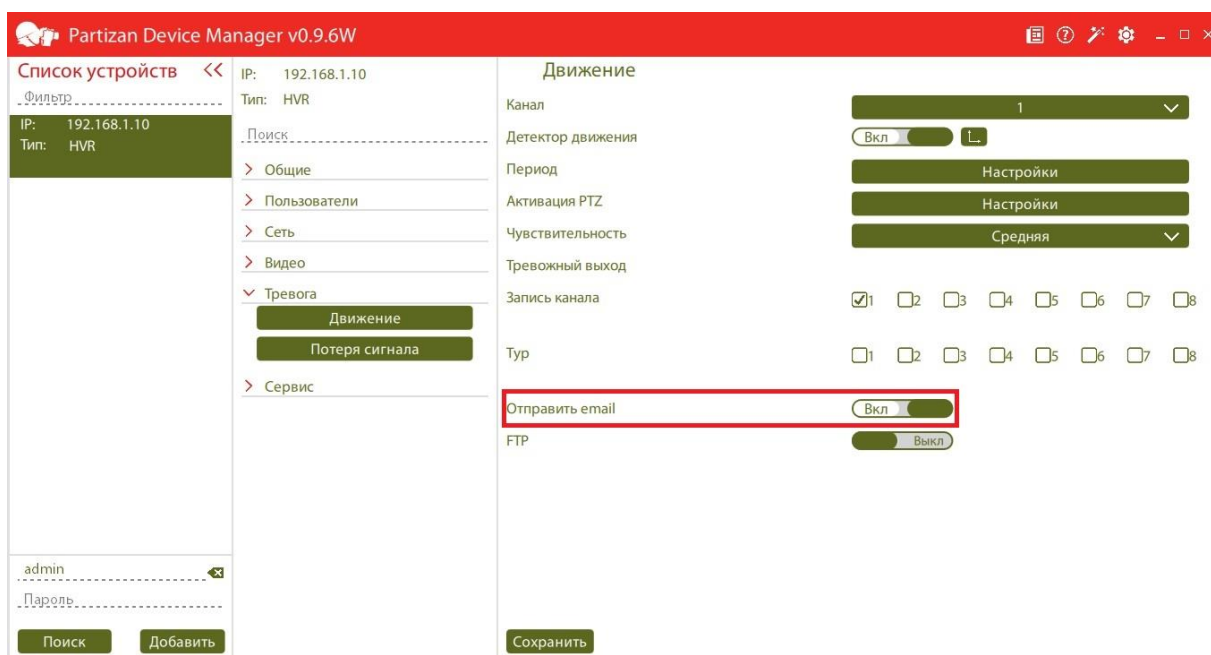 Partizan Device Manager v0.9.6W
Список устройств <<
Фильтр
IP: 192.168.1.10
Тип: HVR
admin
Пароль
Поиск Добавить
IP: 192.168.1.10
Тип: HVR
Поиск
Общие
Пользователи
Сеть
Видео
Тревога
Движение
Потеря сигнала
Сервис
Движение
Канал 1
Детектор движения Вкл
Период Настройки
Активация PTZ Настройки
Чувствительность Средняя
Тревожный выход
Запись канала 1 2 3 4 5 6 7 8
Тур 1 2 3 4 5 6 7 8
Отправить email Вкл
FTP Выкл
Сохранить